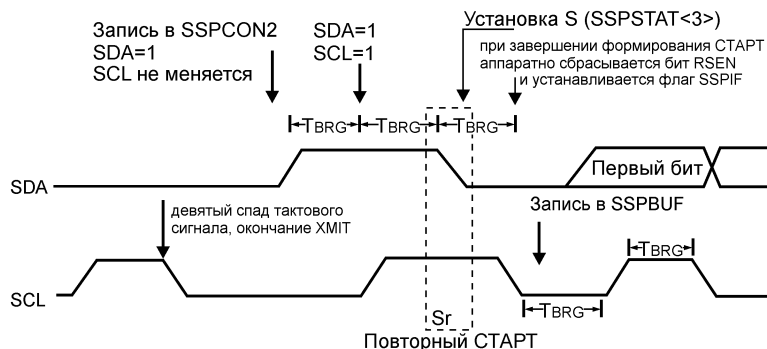 Запись в SSPCON2
SDA=1
SCL не меняется
SDA=1
SCL=1
Установка S (SSPSTAT<3>)
при завершении формирования СТАРТ
аппаратно сбрасывается бит RSEN
и устанавливается флаг SSPIF
TBRG
TBRG
TBRG
SDA
Первый бит
девятый спад тактового
сигнала, окончание XMIT
Запись в SSPBUF
TBRG
SCL
TBRG
Sr
Повторный СТАРТ